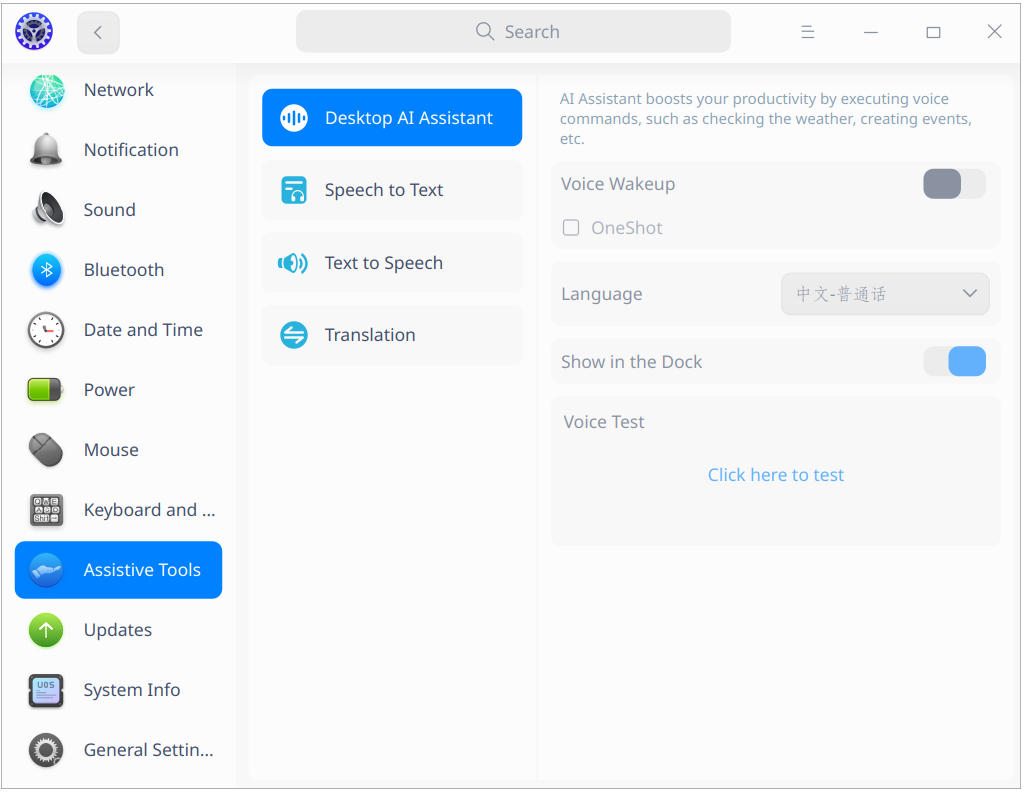 Search
Network
Notification
Sound
Bluetooth
Date and Time
Power
Mouse
Keyboard and ...
Assistive Tools
Updates
System Info
General Settin...
Desktop AI Assistant
Speech to Text
Text to Speech
Translation
AI Assistant boosts your productivity by executing voice
commands, such as checking the weather, creating events,
etc.
Voice Wakeup
OneShot
Language
中文-普通话
Show in the Dock
Voice Test
Click here to test